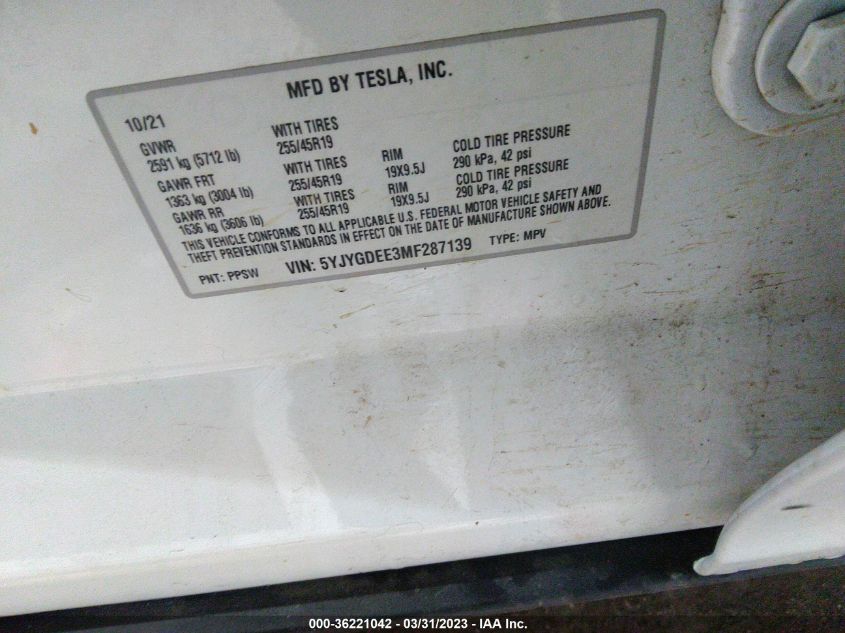 MFD BY TESLA, INC.
10/21
GVWR WITH TIRES COLD TIRE PRESSURE
2591 kg (5712 lb) 255/45R19 RIM 290 kPa, 42 psi
GAWR FRT WITH TIRES 19X9.5J COLD TIRE PRESSURE
1363 kg (3004 lb) 255/45R19 RIM 290 kPa, 42 psi
GAWR RR WITH TIRES 19X9.5J
1636 kg (3606 lb) 255/45R19
THIS VEHICLE CONFORMS TO ALL APPLICABLE U.S. FEDERAL MOTOR VEHICLE SAFETY AND
THEFT PREVENTION STANDARDS IN EFFECT ON THE DATE OF MANUFACTURE SHOWN ABOVE.
PNT: PPSW VIN: 5YJYGDEE3MF287139 TYPE: MPV
000-36221042 — 03/31/2023 — IAA Inc.